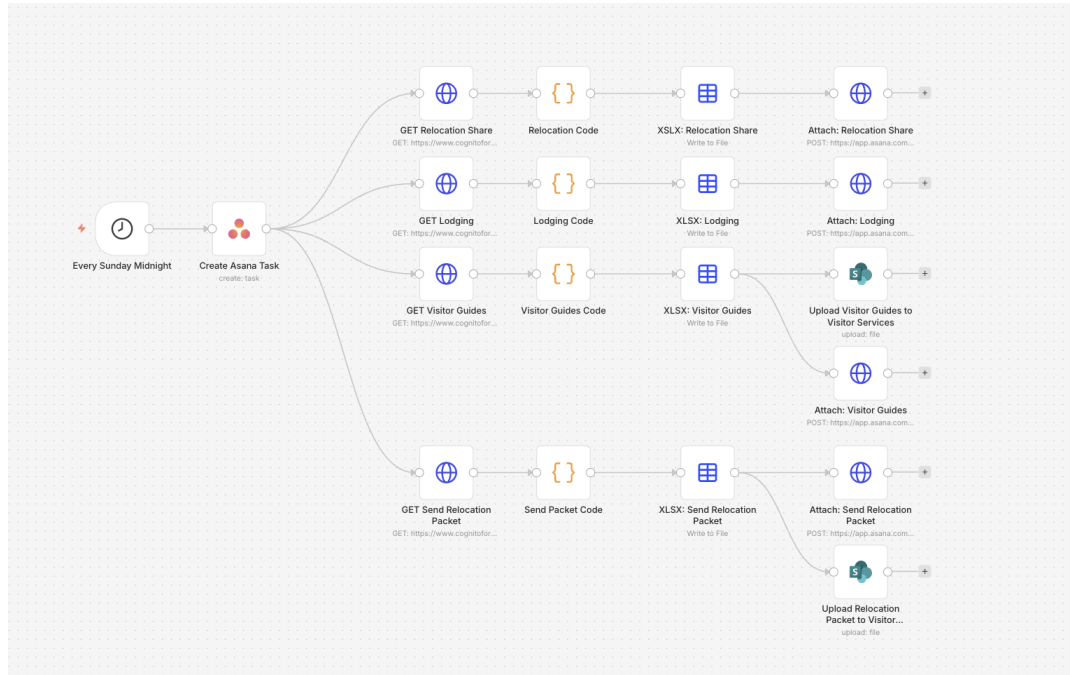 GET Relocation Share
GET: https://www.cognitofor...
Relocation Code
XSLX: Relocation Share
Write to File
Attach: Relocation Share
POST: https://app.asana.com...
GET Lodging
GET: https://www.cognitofor...
Lodging Code
XLSX: Lodging
Write to File
Attach: Lodging
POST: https://app.asana.com...
Every Sunday Midnight
Create Asana Task
create: task
GET Visitor Guides
GET: https://www.cognitofor...
Visitor Guides Code
XLSX: Visitor Guides
Write to File
S
Upload Visitor Guides to
Visitor Services
upload: file
Attach: Visitor Guides
POST: https://app.asana.com...
GET Send Relocation
Packet
GET: https://www.cognitofor...
Send Packet Code
XLSX: Send Relocation
Packet
Write to File
Attach: Send Relocation
Packet
POST: https://app.asana.com...
S
Upload Relocation
Packet to Visitor...
upload: file